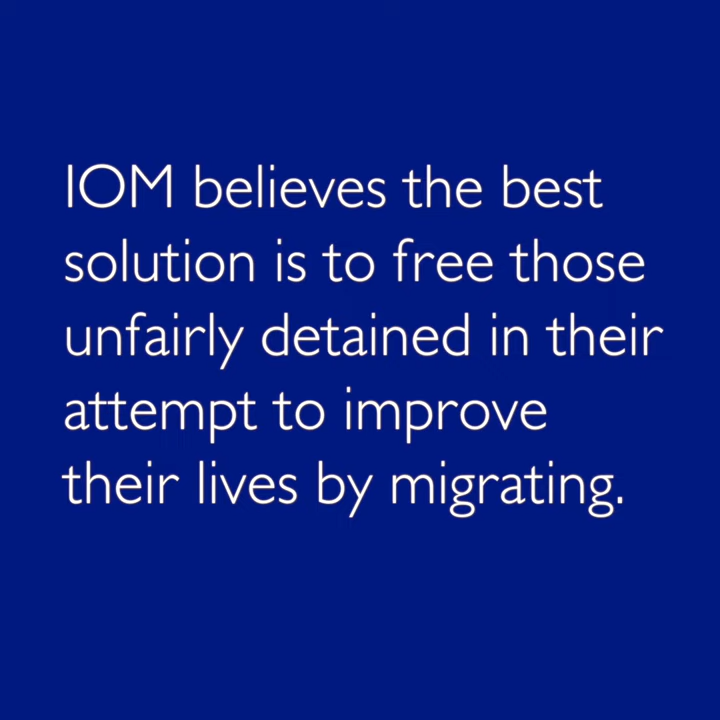 IOM believes the best
solution is to free those
unfairly detained in their
attempt to improve
their lives by migrating.